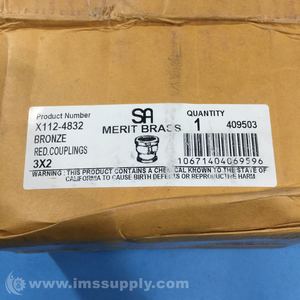 Product Number
X112-4832
BRONZE
RED.COUPLINGS
3X2
SA
MERIT BRASS
QUANTITY
1
409503
10671404069596
WARNING: THIS PRODUCT CONTAINS A CHEMICAL KNOWN TO THE STATE OF
CALIFORNIA TO CAUSE BIRTH DEFECTS OR REPRODUCTIVE HARM
© www.imssupply.com/